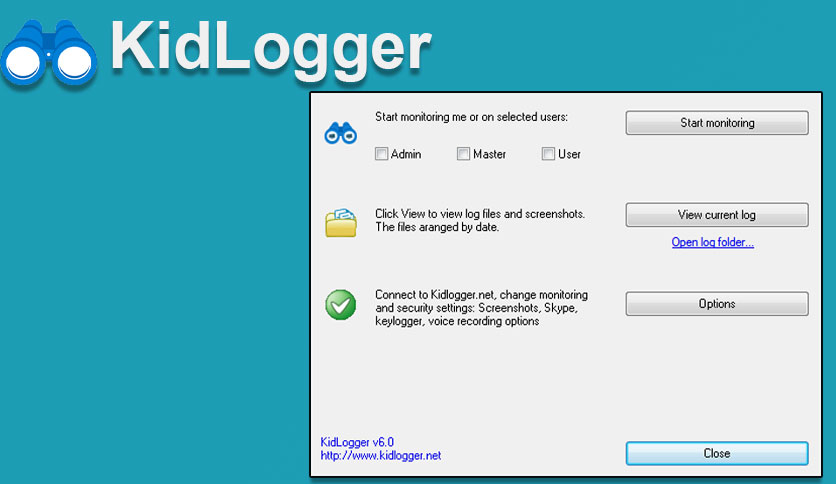 KidLogger
Start monitoring me or on selected users:
Start monitoring
Admin
Master
User
Click View to view log files and screenshots.
The files aranged by date.
View current log
Open log folder...
Connect to Kidlogger.net, change monitoring
and security settings: Screenshots, Skype,
keylogger, voice recording options
Options
KidLogger v6.0
http://www.kidlogger.net
Close